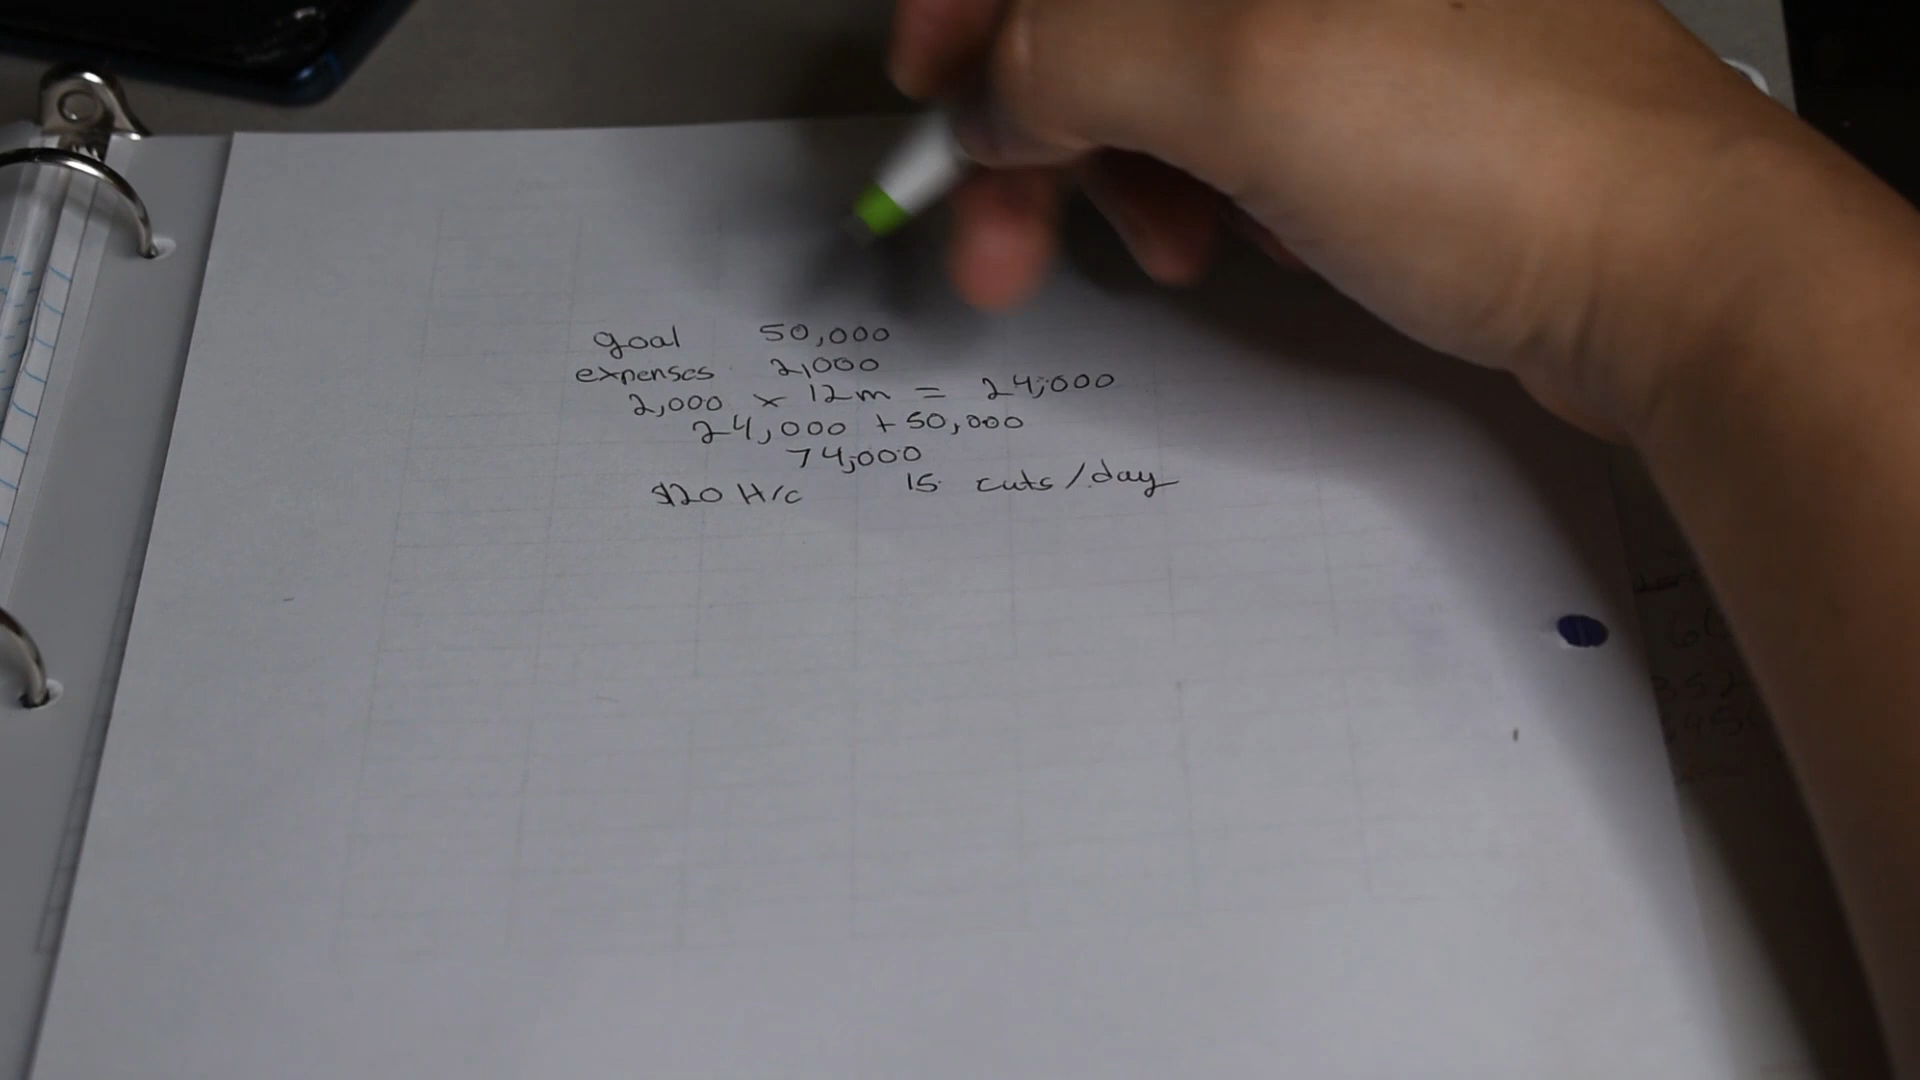 goal 50,000
expenses 2,000
2,000 x 12m = 24,000
24,000 + 50,000
74,000
$20 H/c 15 cuts/day